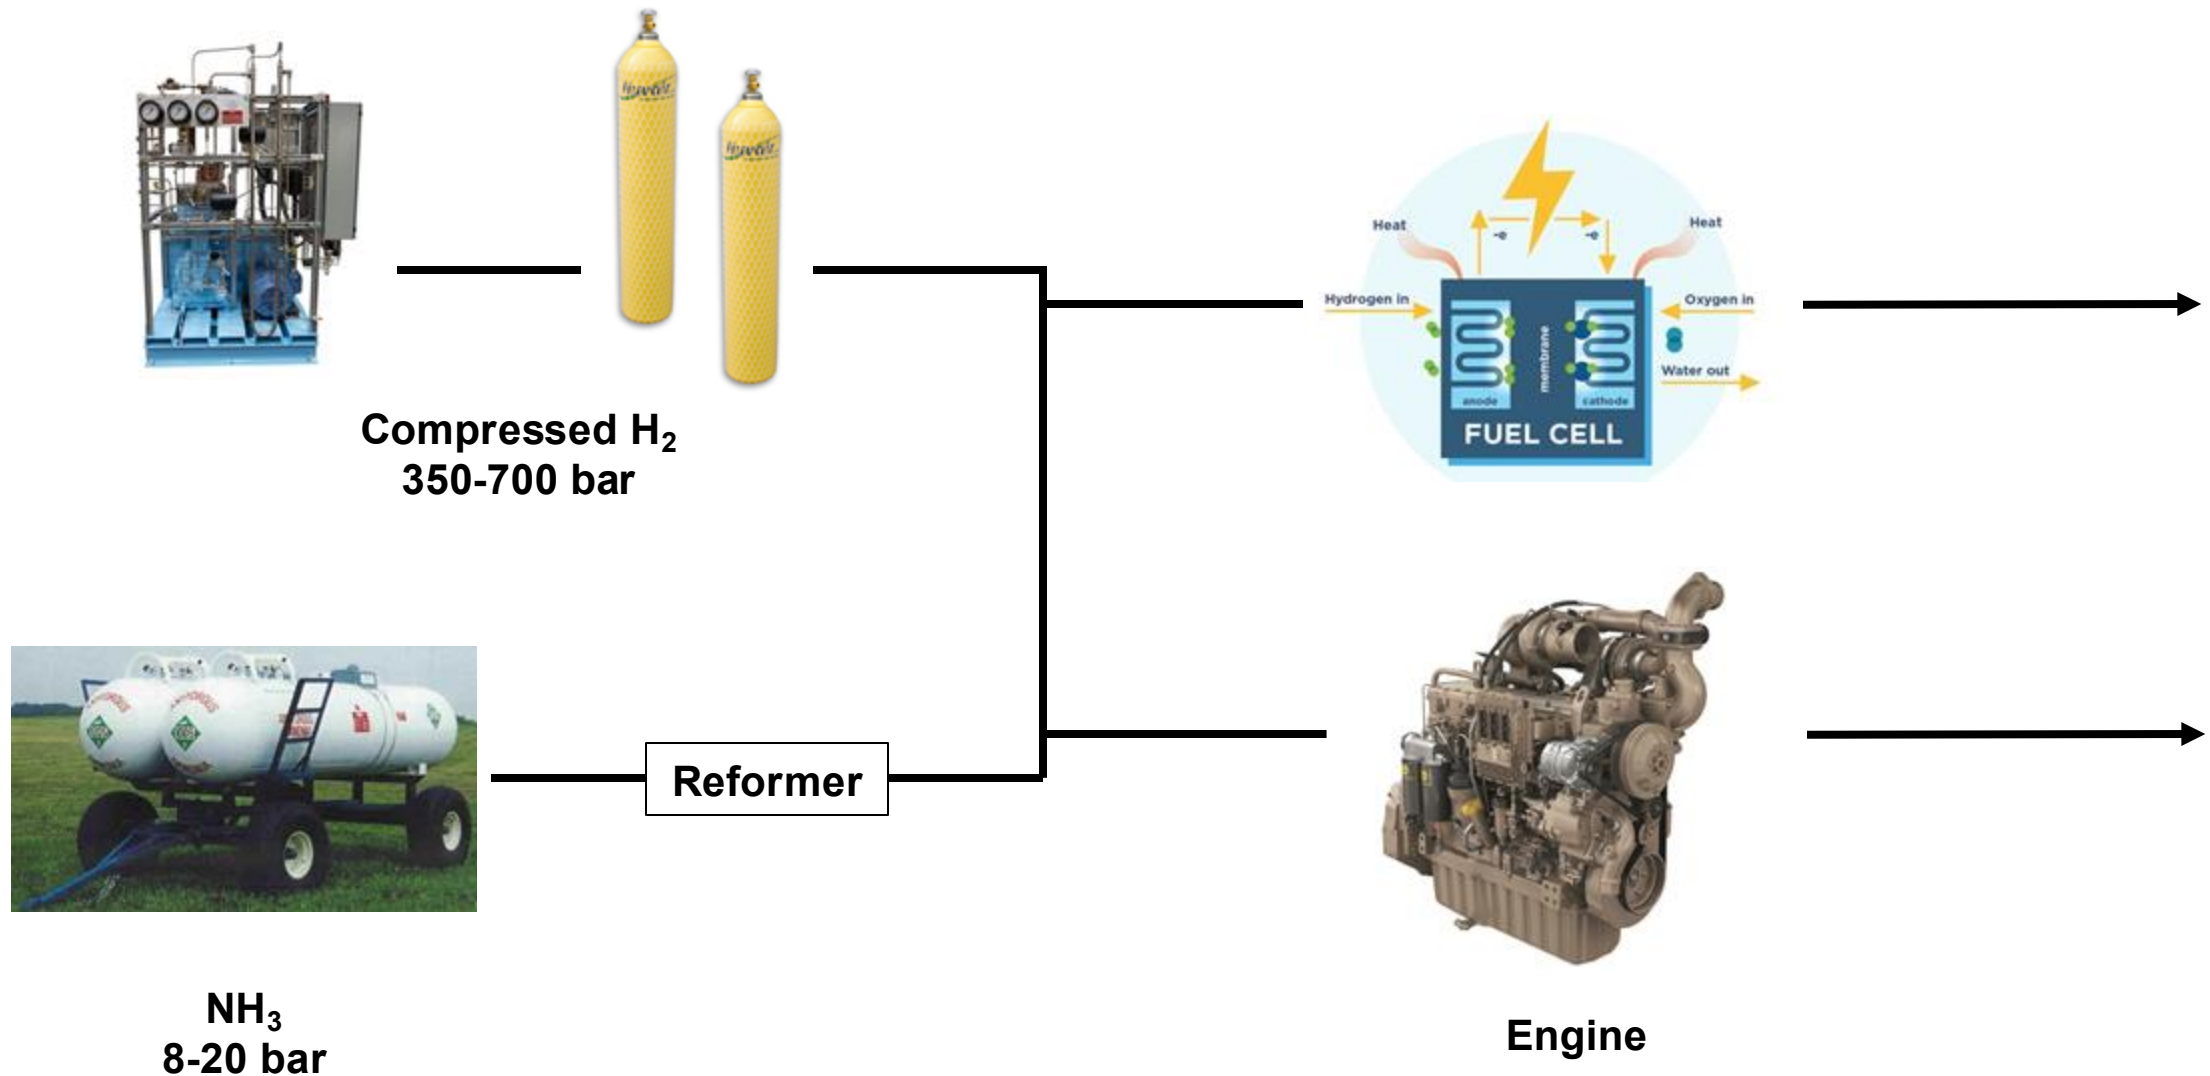 Compressed H₂
350-700 bar
Heat
Heat
-e
-e
Hydrogen in
Oxygen in
membrane
Water out
anode
cathode
FUEL CELL
Reformer
NH₃
8-20 bar
Engine